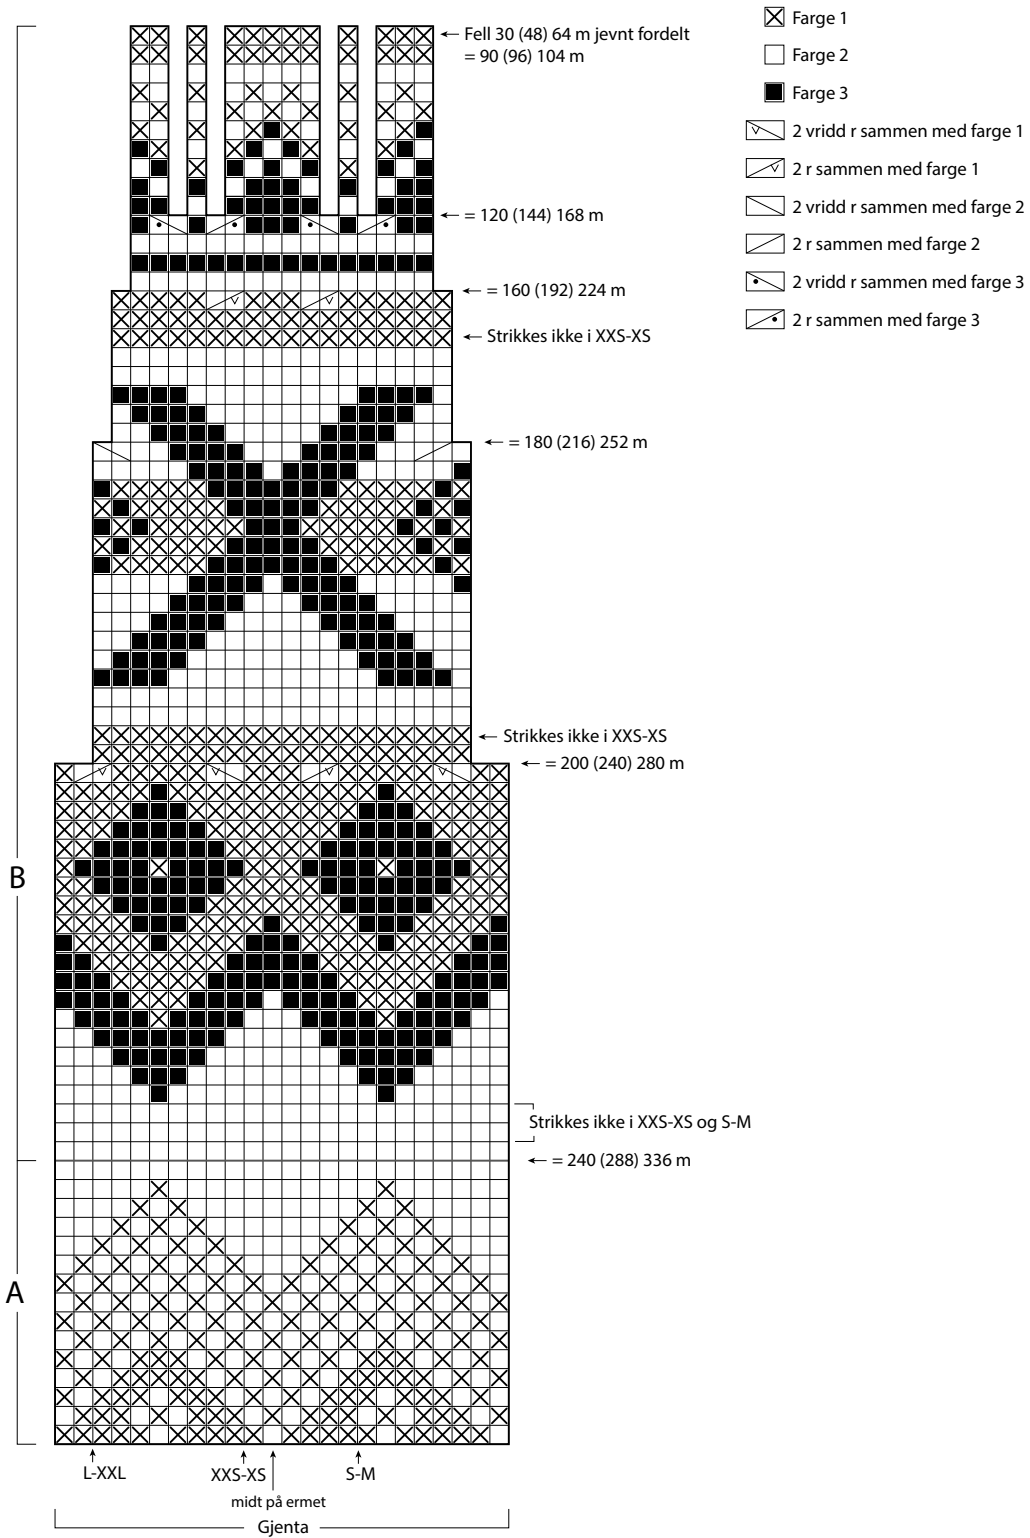 Fell 30 (48) 64 m jevnt fordelt
= 90 (96) 104 m
Farge 1
Farge 2
Farge 3
2 vridd r sammen med farge 1
2 r sammen med farge 1
2 vridd r sammen med farge 2
2 r sammen med farge 2
2 vridd r sammen med farge 3
2 r sammen med farge 3
= 120 (144) 168 m
= 160 (192) 224 m
Strikkes ikke i XXS-XS
= 180 (216) 252 m
Strikkes ikke i XXS-XS
= 200 (240) 280 m
B
Strikkes ikke i XXS-XS og S-M
= 240 (288) 336 m
A
L-XXL
XXS-XS
S-M
midt på ermet
Gjenta